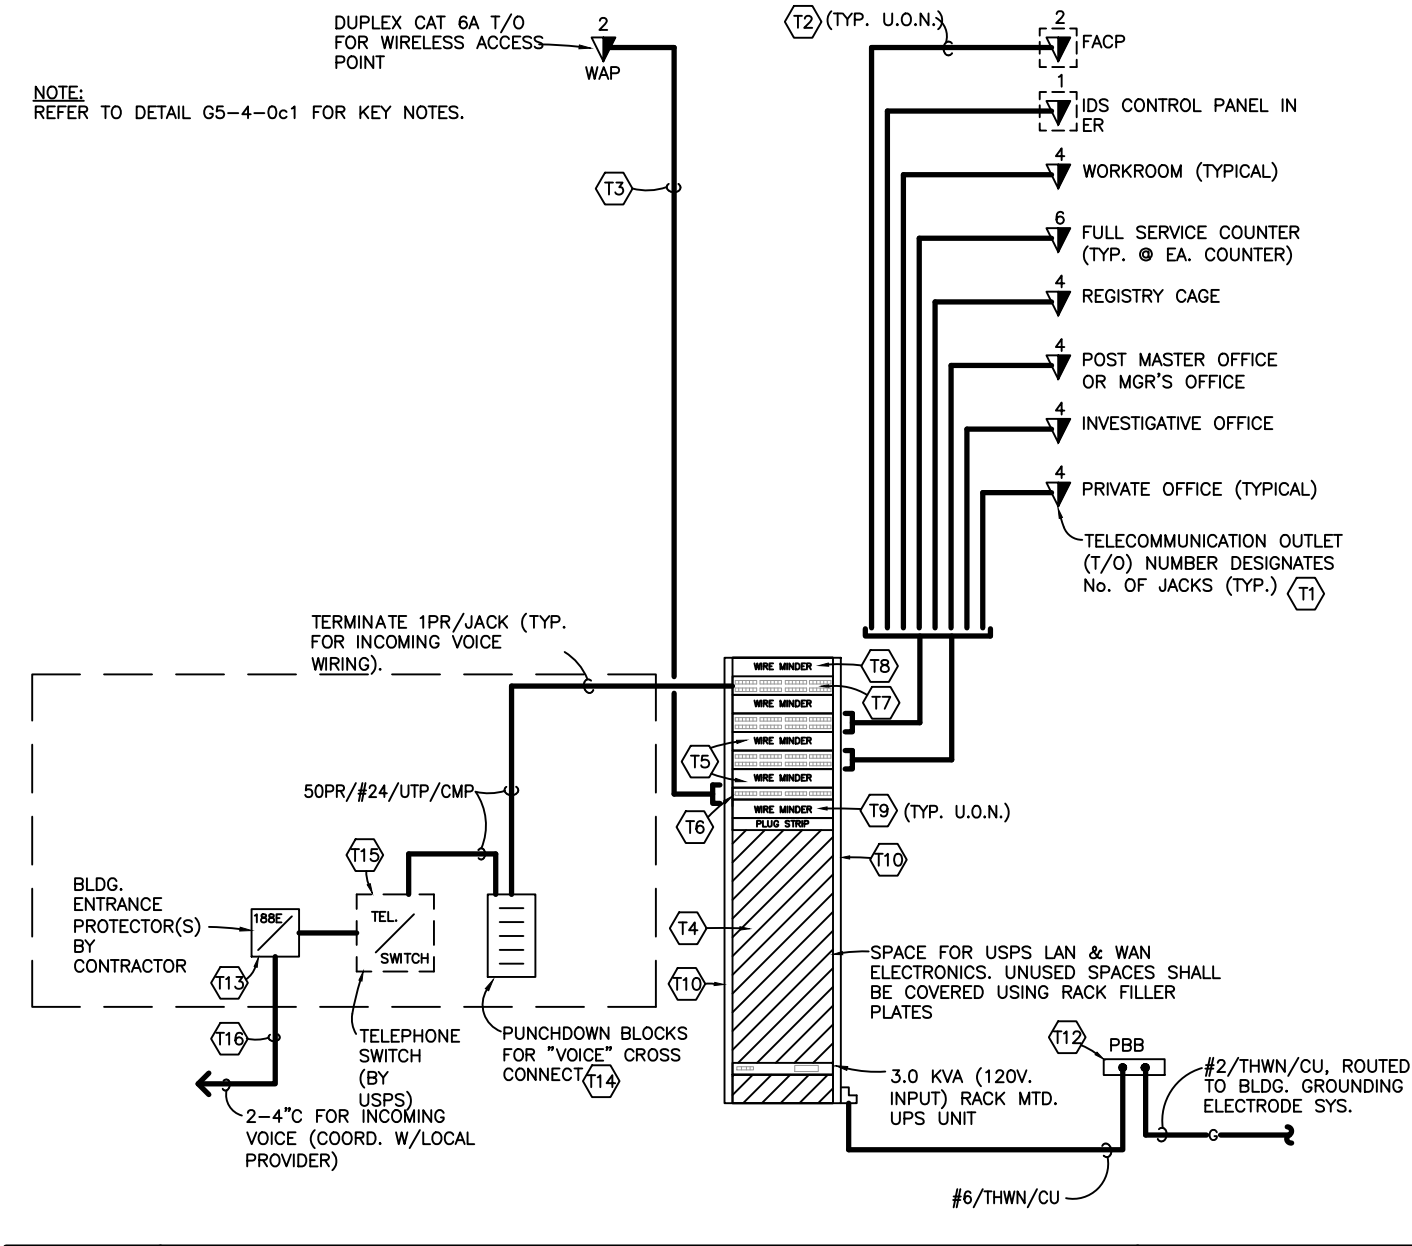 DUPLEX CAT 6A T/O
FOR WIRELESS ACCESS
POINT
2
WAP
T2
(TYP. U.O.N.)
2
FACP
NOTE:
REFER TO DETAIL G5-4-0c1 FOR KEY NOTES.
1
IDS CONTROL PANEL IN
ER
T3
4
WORKROOM (TYPICAL)
6
FULL SERVICE COUNTER
(TYP. @ EA. COUNTER)
4
REGISTRY CAGE
4
POST MASTER OFFICE
OR MGR'S OFFICE
4
INVESTIGATIVE OFFICE
4
PRIVATE OFFICE (TYPICAL)
TELECOMMUNICATION OUTLET
(T/O) NUMBER DESIGNATES
No. OF JACKS (TYP.)
T1
TERMINATE 1PR/JACK (TYP.
FOR INCOMING VOICE
WIRING).
WIRE MINDER
T8
T7
WIRE MINDER
WIRE MINDER
T5
WIRE MINDER
50PR/#24/UTP/CMP
WIRE MINDER
T9
(TYP. U.O.N.)
T6
PLUG STRIP
T15
T10
BLDG.
ENTRANCE
PROTECTOR(S)
BY
CONTRACTOR
188E
TEL.
SWITCH
T4
T13
T10
SPACE FOR USPS LAN & WAN
ELECTRONICS. UNUSED SPACES SHALL
BE COVERED USING RACK FILLER
PLATES
T16
TELEPHONE
SWITCH
(BY
USPS)
PUNCHDOWN BLOCKS
FOR "VOICE" CROSS
CONNECT
T14
T12
PBB
3.0 KVA (120V.
INPUT) RACK MTD.
UPS UNIT
#2/THWN/CU, ROUTED
TO BLDG. GROUNDING
ELECTRODE SYS.
2-4"C FOR INCOMING
VOICE (COORD. W/LOCAL
PROVIDER)
G
#6/THWN/CU